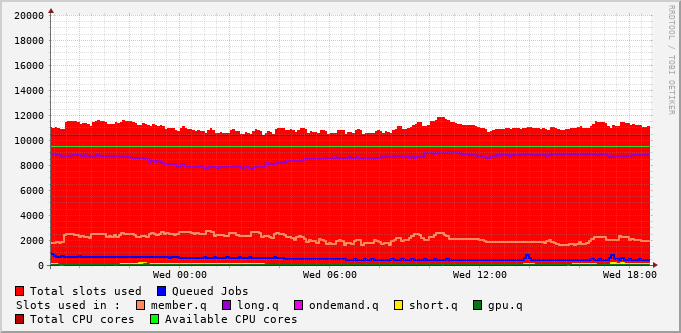 20000
18000
16000
14000
12000
10000
8000
6000
4000
2000
0
Wed 00:00 Wed 06:00 Wed 12:00 Wed 18:00
Total slots used Queued Jobs
Slots used in : member.q long.q ondemand.q short.q gpu.q
Total CPU cores Available CPU cores
RRDTOOL / TOBI OETIKER